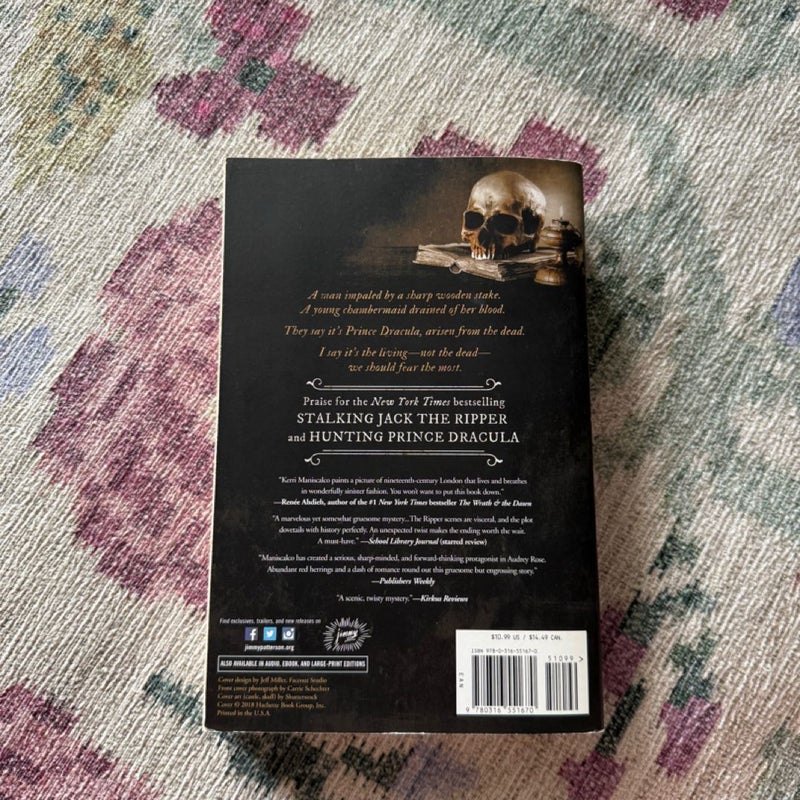 A man impaled by a sharp wooden stake.
A young chambermaid drained of her blood.
They say it's Prince Dracula, arisen from the dead.
I say it's the living—not the dead—
we should fear the most.
Praise for the New York Times bestselling
STALKING JACK THE RIPPER
and HUNTING PRINCE DRACULA
"Kerri Maniscalco paints a picture of nineteenth-century London that lives and breathes
in wonderfully sinister fashion. You won't want to put this book down."
—Renée Ahdieh, author of the #1 New York Times bestseller The Wrath & the Dawn
"A marvelous yet somewhat gruesome mystery...The Ripper scenes are visceral, and the plot
dovetails with history perfectly. An unexpected twist makes the ending worth the wait.
A must-have." —School Library Journal (starred review)
"Maniscalco has created a serious, sharp-minded, and forward-thinking protagonist in Audrey Rose.
Abundant red herrings and a dash of romance round out this gruesome but engrossing story."
—Publishers Weekly
"A scenic, twisty mystery."—Kirkus Reviews
Find exclusives, trailers, and new releases on
jimmypatterson.org
jimmy
ALSO AVAILABLE IN AUDIO, EBOOK, AND LARGE-PRINT EDITIONS
Cover design by Jeff Miller, Faceout Studio
Front cover photograph by Carrie Schechter
Cover art (castle, skull) by Shutterstock
Cover © 2018 Hachette Book Group, Inc.
Printed in the U.S.A.
$10.99 US / $14.49 CAN.
ISBN 978-0-316-55167-0
51099
EAN
9 780316 551670